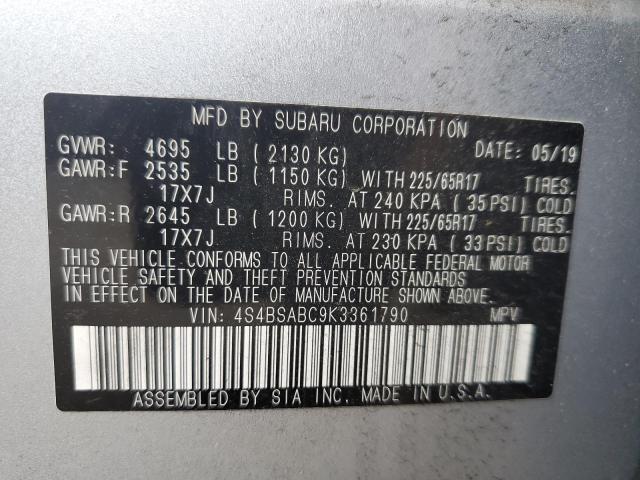 MFD BY SUBARU CORPORATION
GVWR: 4695 LB ( 2130 KG) DATE: 05/19
GAWR:F 2535 LB ( 1150 KG) WITH 225/65R17 TIRES.
17X7J RIMS. AT 240 KPA ( 35 PSI) COLD
GAWR:R 2645 LB ( 1200 KG) WITH 225/65R17 TIRES.
17X7J RIMS. AT 230 KPA ( 33 PSI) COLD
THIS VEHICLE CONFORMS TO ALL APPLICABLE FEDERAL MOTOR
VEHICLE SAFETY AND THEFT PREVENTION STANDARDS
IN EFFECT ON THE DATE OF MANUFACTURE SHOWN ABOVE.
VIN: 4S4BSABC9K3361790 MPV
ASSEMBLED BY SIA INC. MADE IN U.S.A.